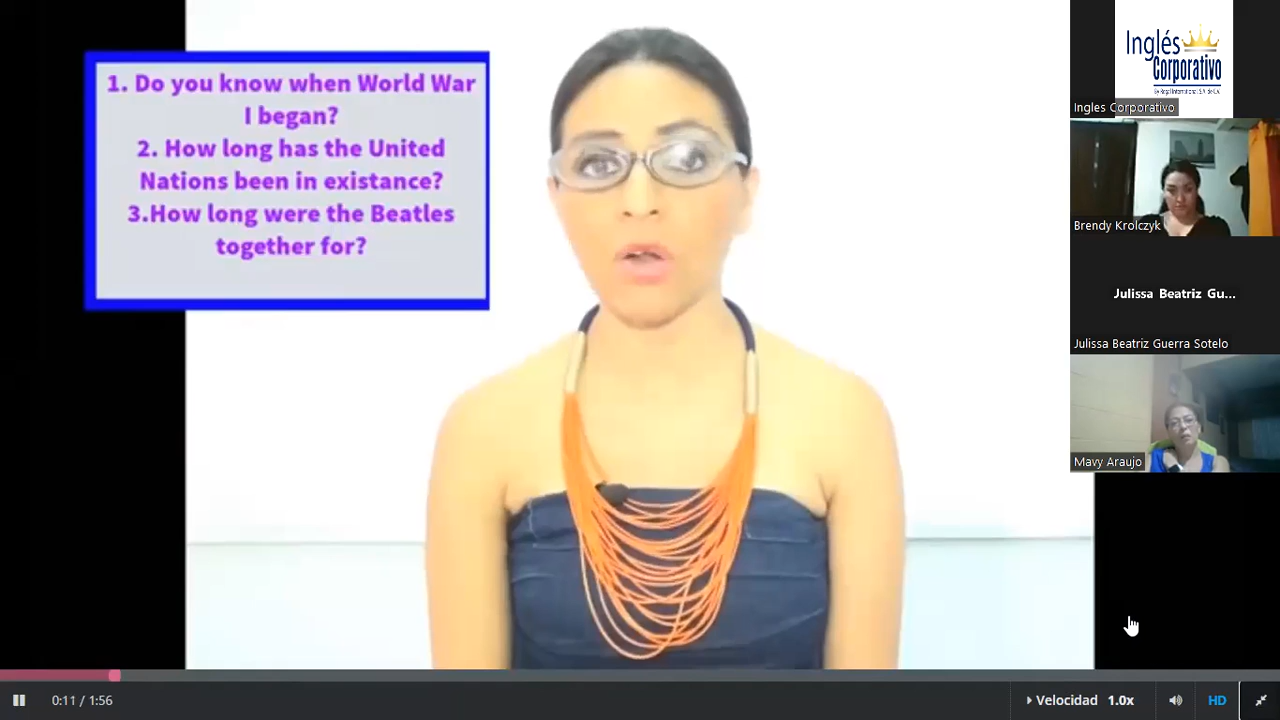 1. Do you know when World War
I began?
2. How long has the United
Nations been in existance?
3.How long were the Beatles
together for?
Inglés
Corporativo
Ingles Corporativo
Brendy Krolczyk
Julissa Beatriz Gu...
Julissa Beatriz Guerra Sotelo
Mavy Araujo
0:11 / 1:56
Velocidad 1.0x
HD